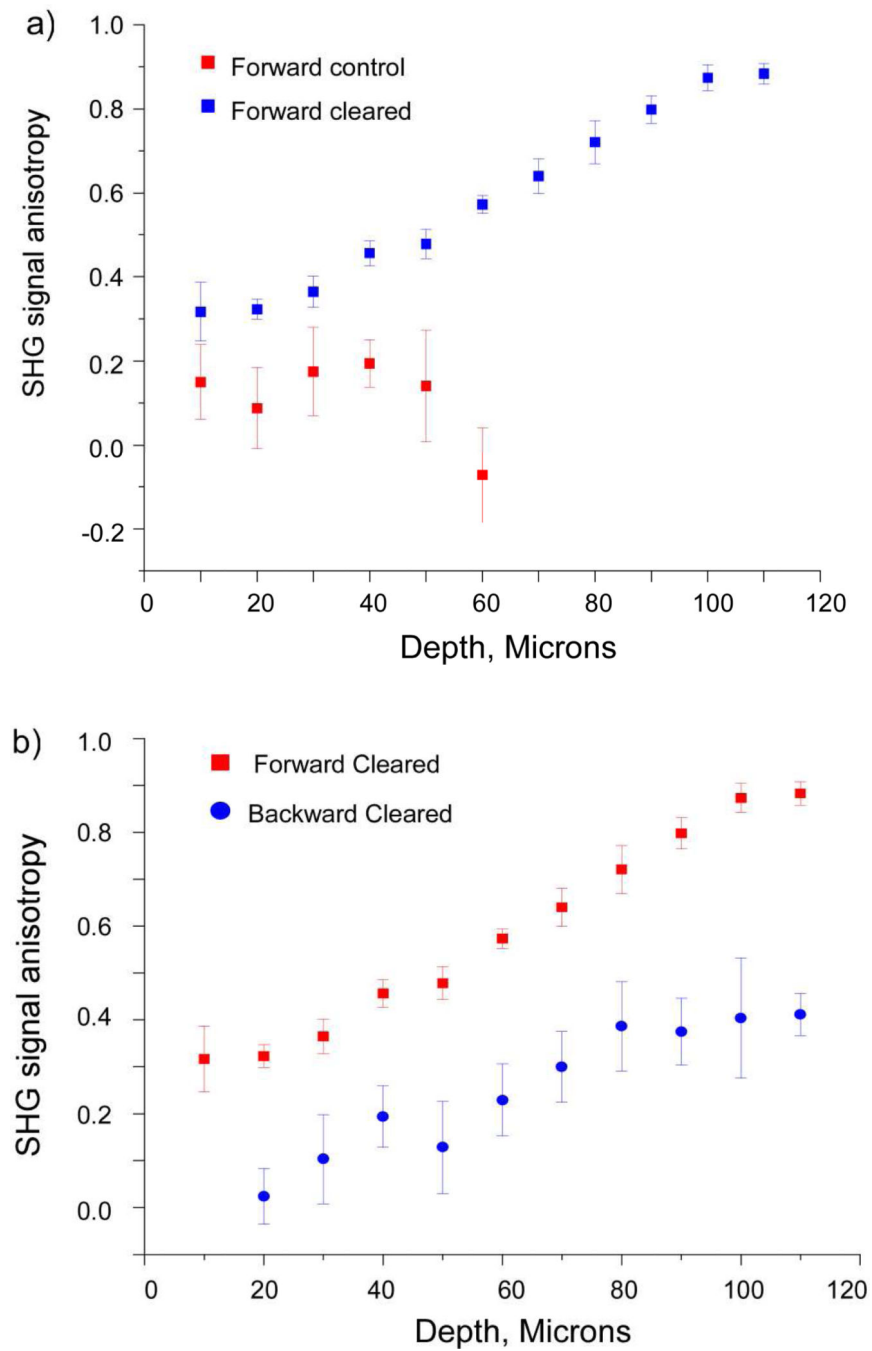 a)
1.0
Forward control
Forward cleared
0.8
0.6
0.4
0.2
0.0
-0.2
SHG signal anisotropy
0 20 40 60 80 100 120
Depth, Microns
b)
1.0
Forward Cleared
Backward Cleared
0.8
0.6
0.4
0.2
0.0
SHG signal anisotropy
0 20 40 60 80 100 120
Depth, Microns